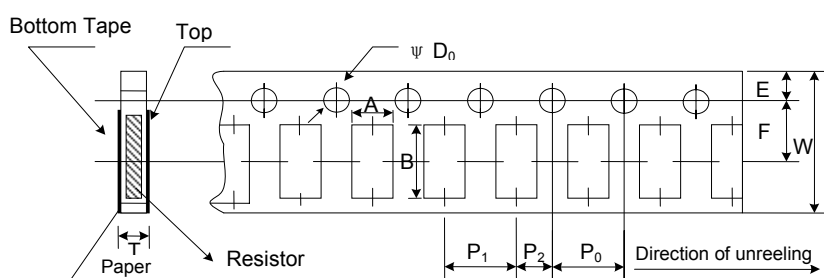 Bottom Tape
Top
ψ D₀
A
E
F
W
B
T
Paper
Resistor
P₁
P₂
P₀
Direction of unreeling